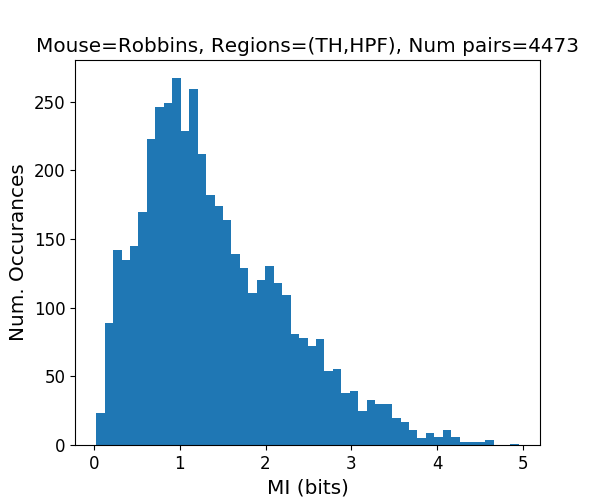 Mouse=Robbins, Regions=(TH,HPF), Num pairs=4473
Num. Occurances
250
200
150
100
50
0
0 1 2 3 4 5
MI (bits)